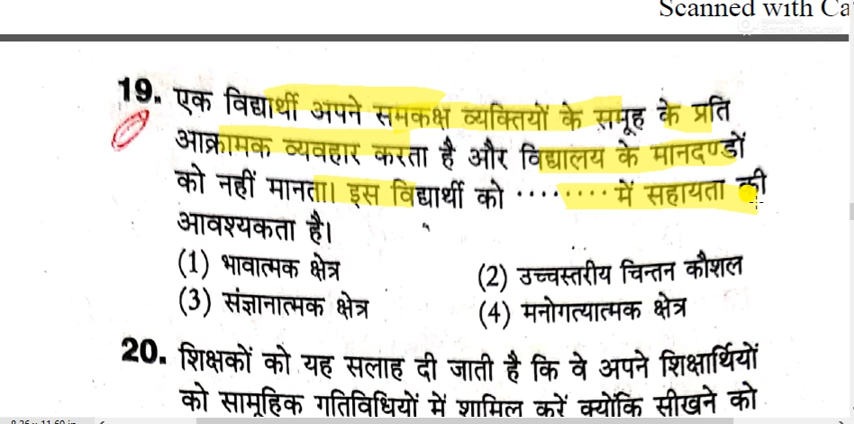 Scanned with Ca
19. एक विद्यार्थी अपने समकक्ष व्यक्तियों के समूह के प्रति
आक्रामक व्यवहार करता है और विद्यालय के मानदण्डों
को नहीं मानता। इस विद्यार्थी को ········ में सहायता की
आवश्यकता है।
(1) भावात्मक क्षेत्र (2) उच्चस्तरीय चिन्तन कौशल
(3) संज्ञानात्मक क्षेत्र (4) मनोगत्यात्मक क्षेत्र
20. शिक्षकों को यह सलाह दी जाती है कि वे अपने शिक्षार्थियों
को सामूहिक गतिविधियों में शामिल करें क्योंकि सीखने को